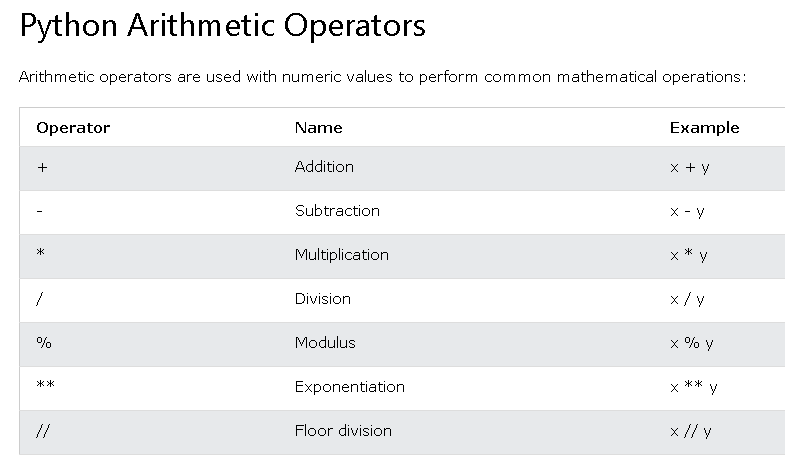 Python Arithmetic Operators
Arithmetic operators are used with numeric values to perform common mathematical operations:
Operator Name Example
+ Addition x + y
- Subtraction x - y
* Multiplication x * y
/ Division x / y
% Modulus x % y
** Exponentiation x ** y
// Floor division x // y